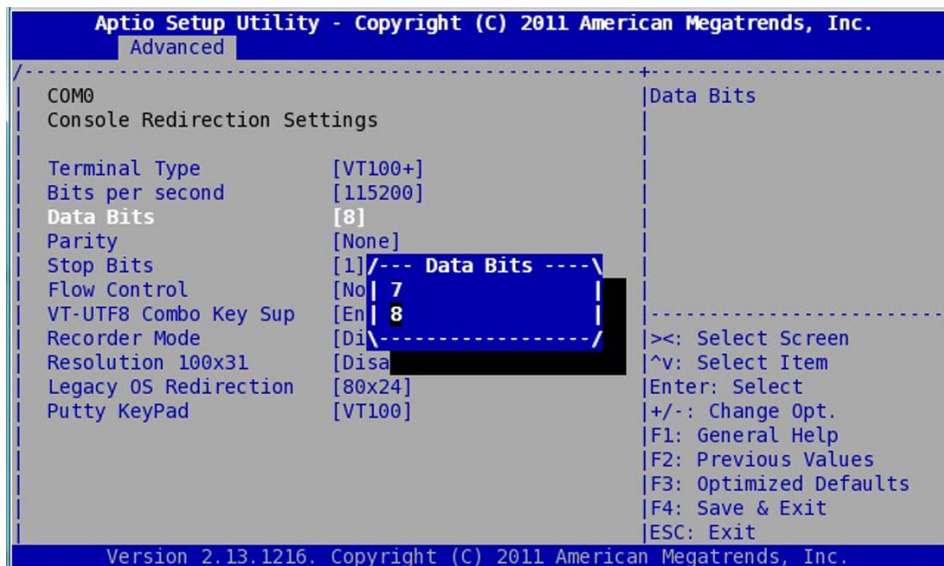 Aptio Setup Utility - Copyright (C) 2011 American Megatrends, Inc.
Advanced
COM0
Console Redirection Settings
Terminal Type [VT100+]
Bits per second [115200]
Data Bits [8]
Parity [None]
Stop Bits [1]
Flow Control [No
VT-UTF8 Combo Key Sup [En
Recorder Mode [Di
Resolution 100x31 [Disa
Legacy OS Redirection [80x24]
Putty KeyPad [VT100]
/--- Data Bits ----\
7
8
Data Bits
><: Select Screen
^v: Select Item
Enter: Select
+/-: Change Opt.
F1: General Help
F2: Previous Values
F3: Optimized Defaults
F4: Save & Exit
ESC: Exit
Version 2.13.1216. Copyright (C) 2011 American Megatrends, Inc.